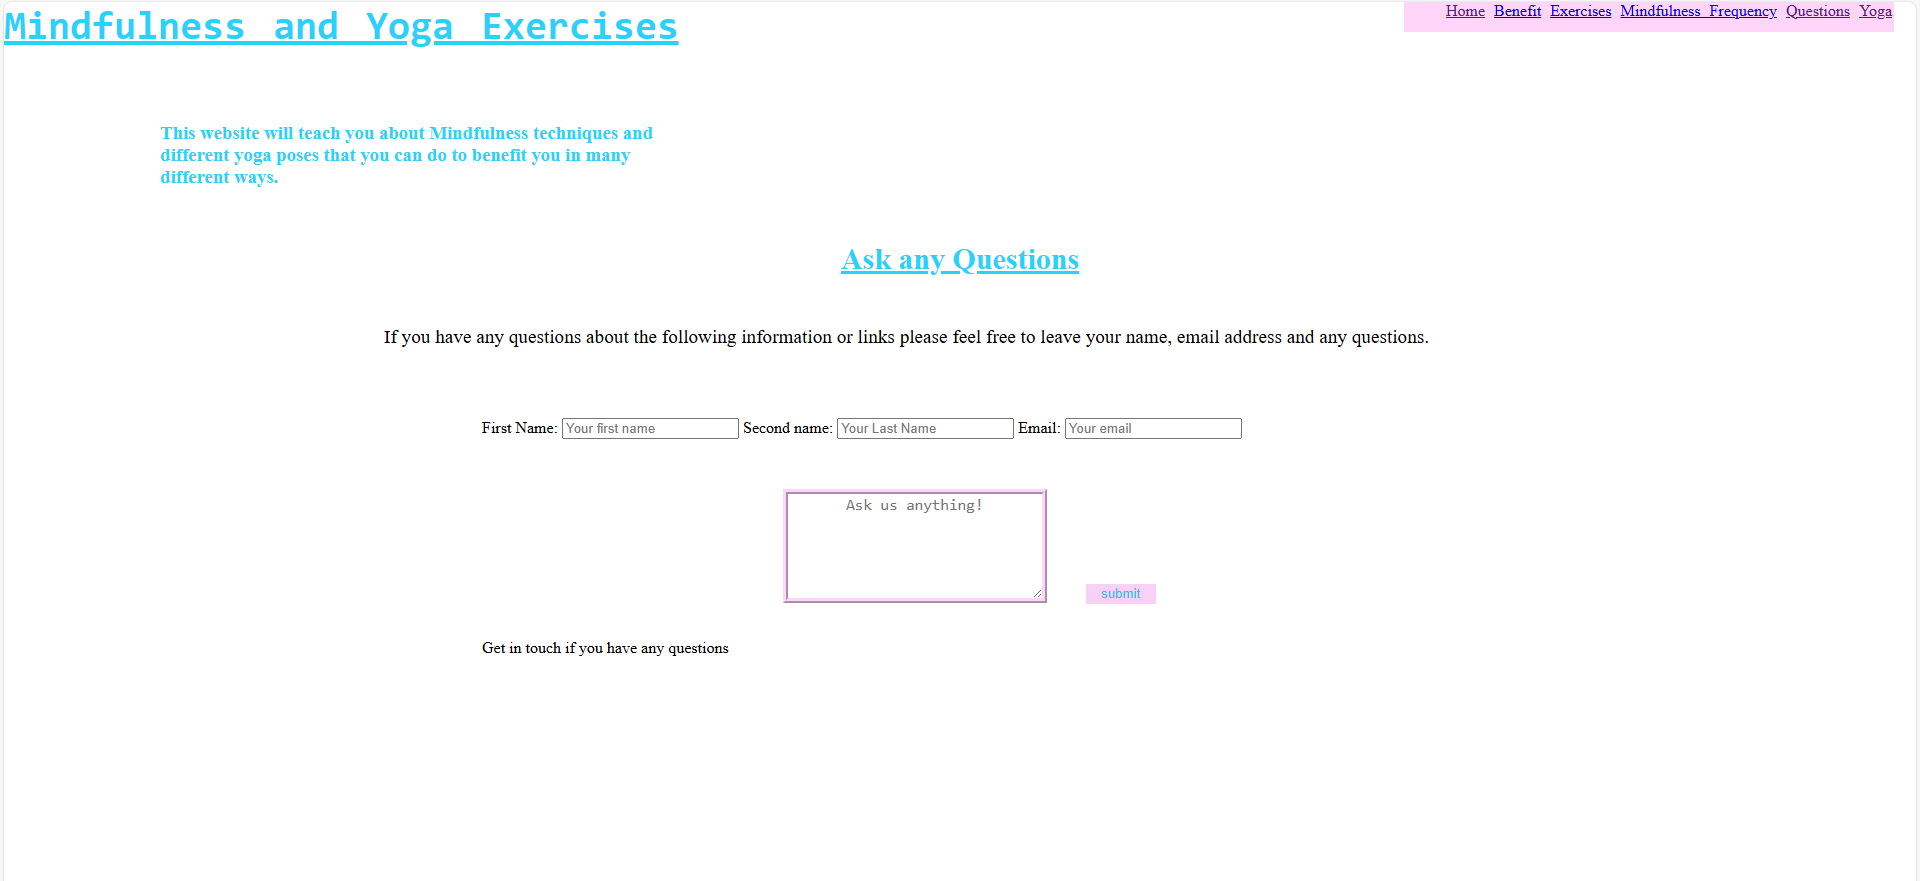 Mindfulness and Yoga Exercises
Home Benefit Exercises Mindfulness Frequency Questions Yoga
This website will teach you about Mindfulness techniques and
different yoga poses that you can do to benefit you in many
different ways.
Ask any Questions
If you have any questions about the following information or links please feel free to leave your name, email address and any questions.
First Name: Your first name Second name: Your Last Name Email: Your email
Ask us anything!
submit
Get in touch if you have any questions